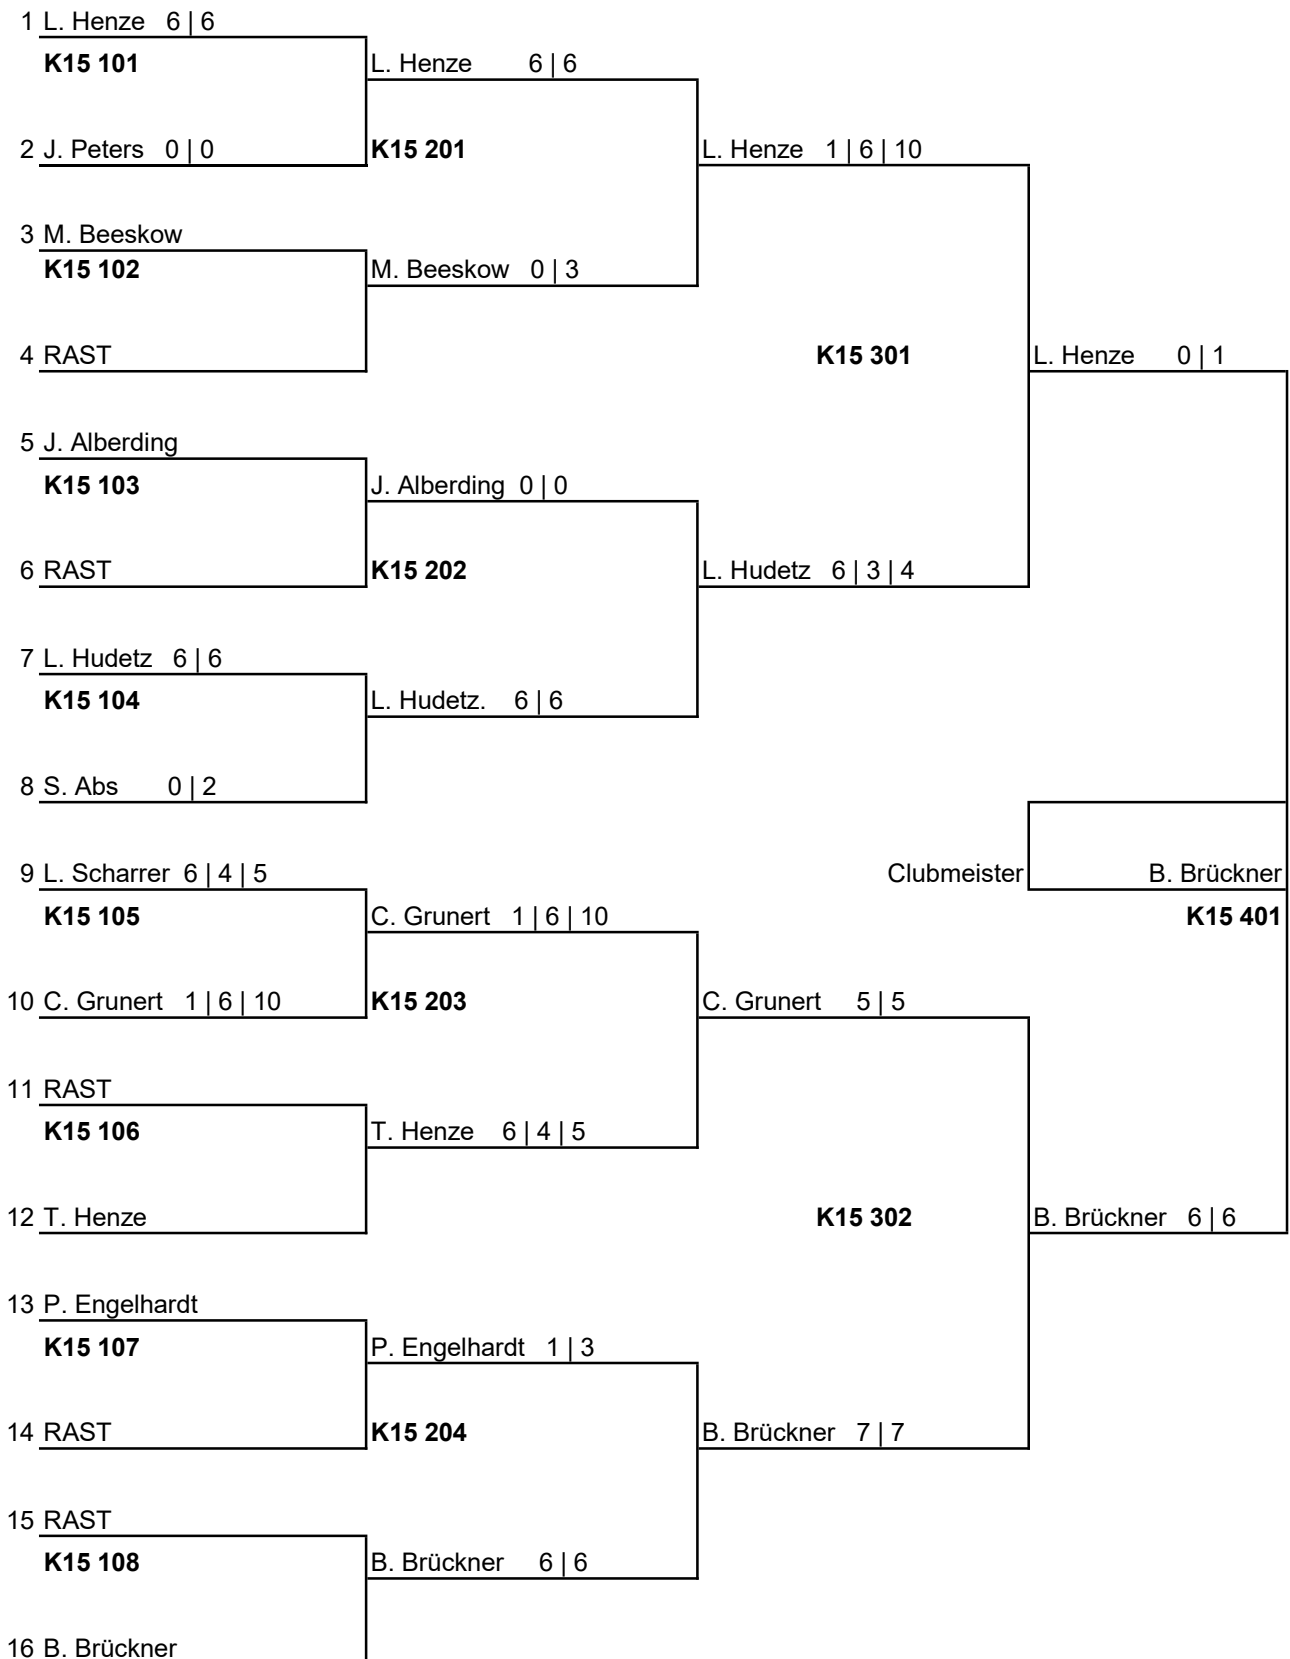 1 L. Henze 6 | 6
K15 101
L. Henze 6 | 6
2 J. Peters 0 | 0
K15 201
L. Henze 1 | 6 | 10
3 M. Beeskow
K15 102
M. Beeskow 0 | 3
4 RAST
K15 301
L. Henze 0 | 1
5 J. Alberding
K15 103
J. Alberding 0 | 0
6 RAST
K15 202
L. Hudetz 6 | 3 | 4
7 L. Hudetz 6 | 6
K15 104
L. Hudetz. 6 | 6
8 S. Abs 0 | 2
9 L. Scharrer 6 | 4 | 5
Clubmeister
B. Brückner
K15 105
C. Grunert 1 | 6 | 10
K15 401
10 C. Grunert 1 | 6 | 10
K15 203
C. Grunert 5 | 5
11 RAST
K15 106
T. Henze 6 | 4 | 5
12 T. Henze
K15 302
B. Brückner 6 | 6
13 P. Engelhardt
K15 107
P. Engelhardt 1 | 3
14 RAST
K15 204
B. Brückner 7 | 7
15 RAST
K15 108
B. Brückner 6 | 6
16 B. Brückner